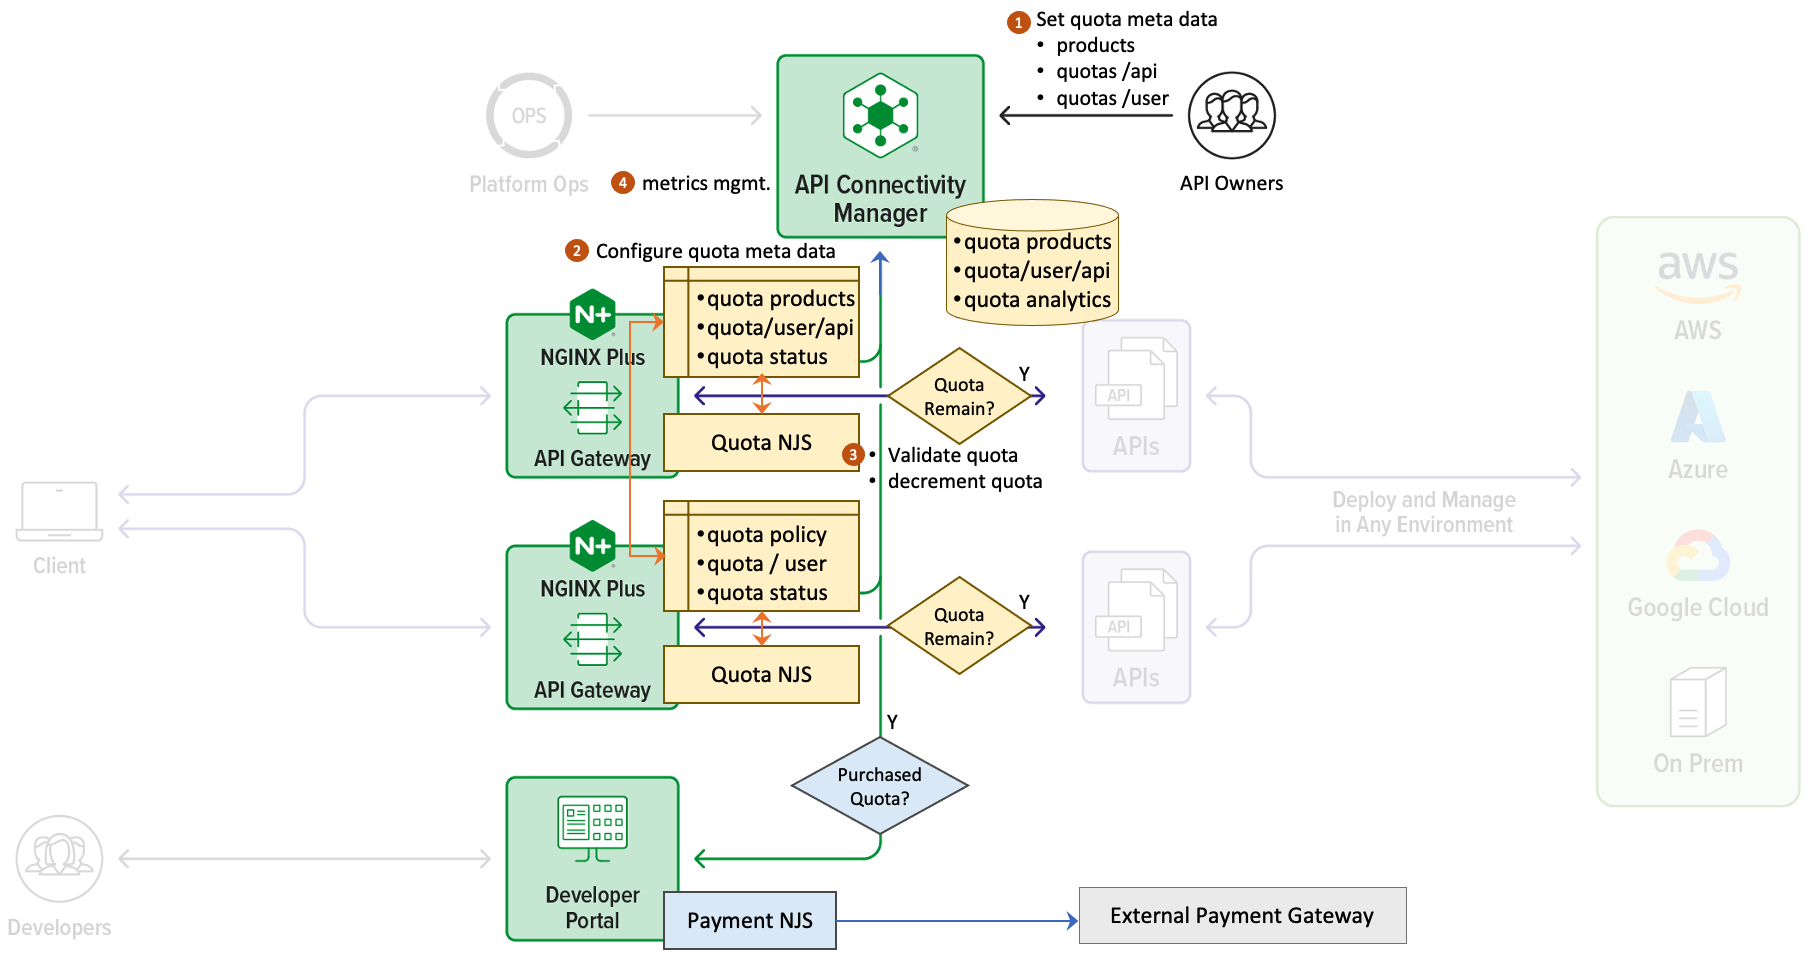 1 Set quota meta data
• products
• quotas /api
• quotas /user
OPS
Platform Ops
4 metrics mgmt.
API Connectivity
Manager
®
API Owners
• quota products
• quota/user/api
• quota analytics
2 Configure quota meta data
• quota products
• quota/user/api
• quota status
N+
NGINX Plus
API Gateway
Quota NJS
Quota
Remain?
Y
API
APIs
3 • Validate quota
• decrement quota
• quota policy
• quota / user
• quota status
N+
NGINX Plus
API Gateway
Quota NJS
Quota
Remain?
Y
API
APIs
Client
Deploy and Manage
in Any Environment
aws
AWS
Azure
Google Cloud
On Prem
Y
Purchased
Quota?
Developer
Portal
Developers
Payment NJS
External Payment Gateway